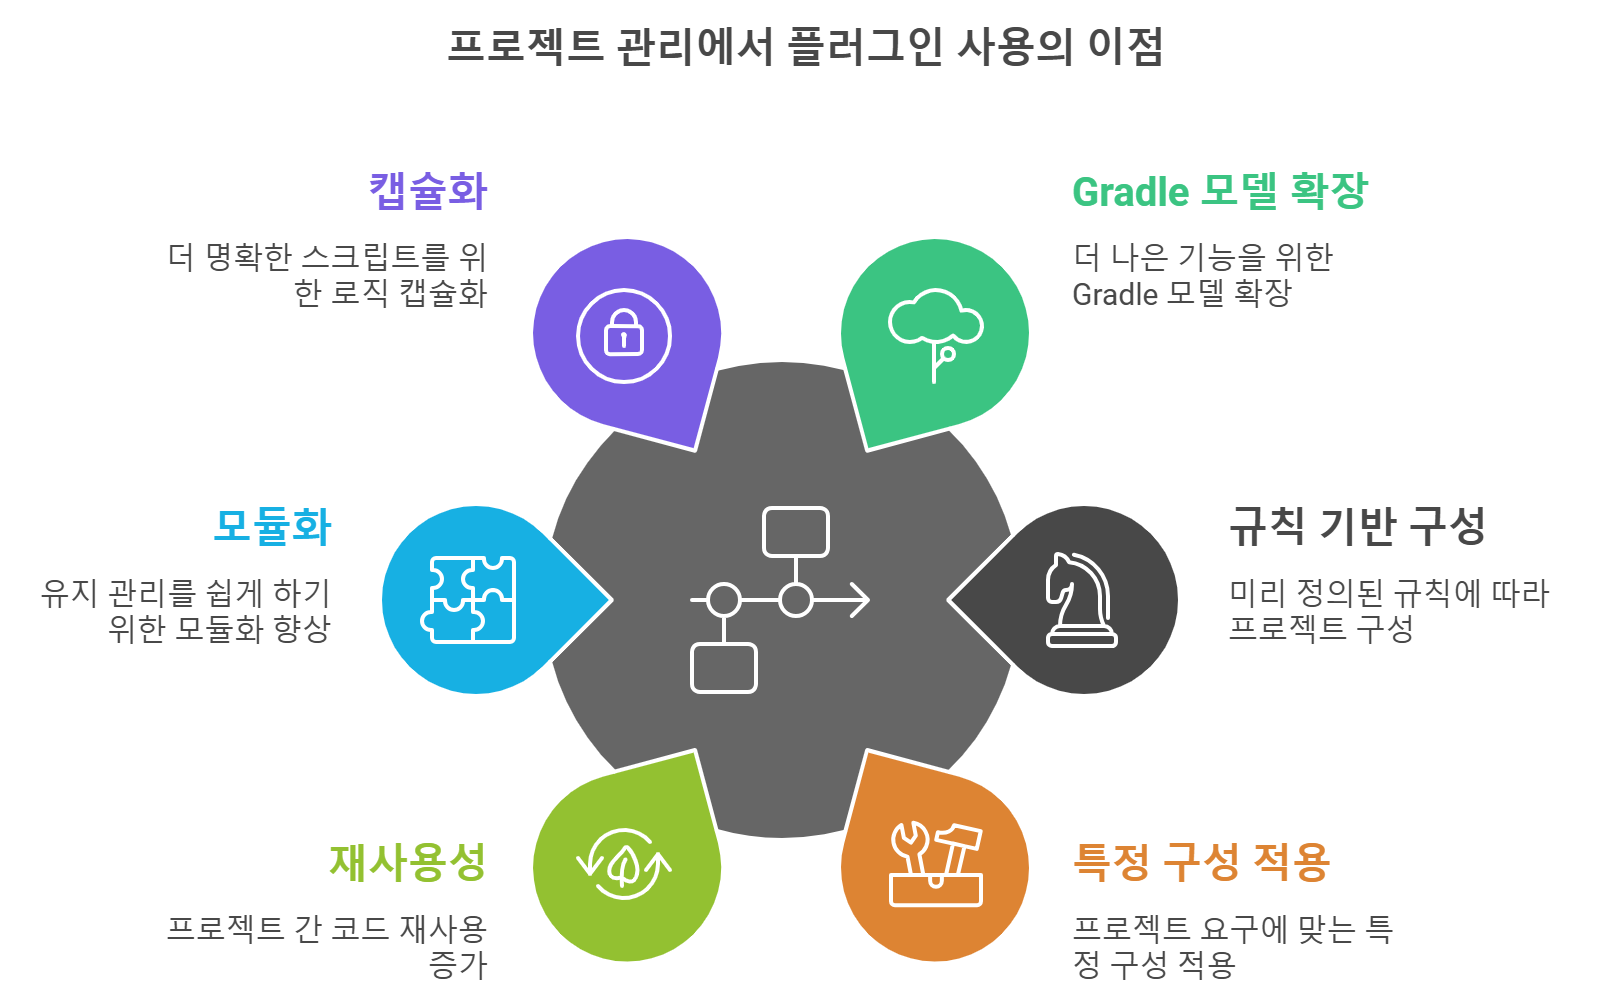 프로젝트 관리에서 플러그인 사용의 이점
캡슐화
더 명확한 스크립트를 위
한 로직 캡슐화
Gradle 모델 확장
더 나은 기능을 위한
Gradle 모델 확장
모듈화
유지 관리를 쉽게 하기
위한 모듈화 향상
규칙 기반 구성
미리 정의된 규칙에 따라
프로젝트 구성
재사용성
프로젝트 간 코드 재사용
증가
특정 구성 적용
프로젝트 요구에 맞는 특
정 구성 적용